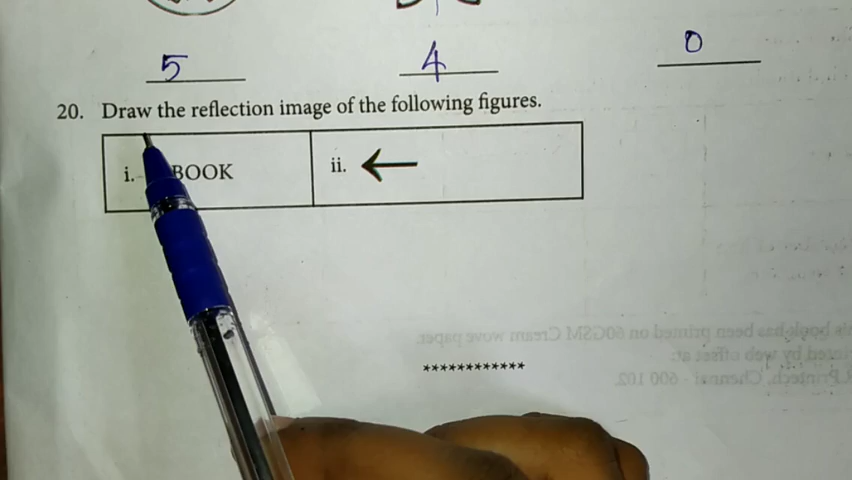 5 4 0
20. Draw the reflection image of the following figures.
i. BOOK ii.
************